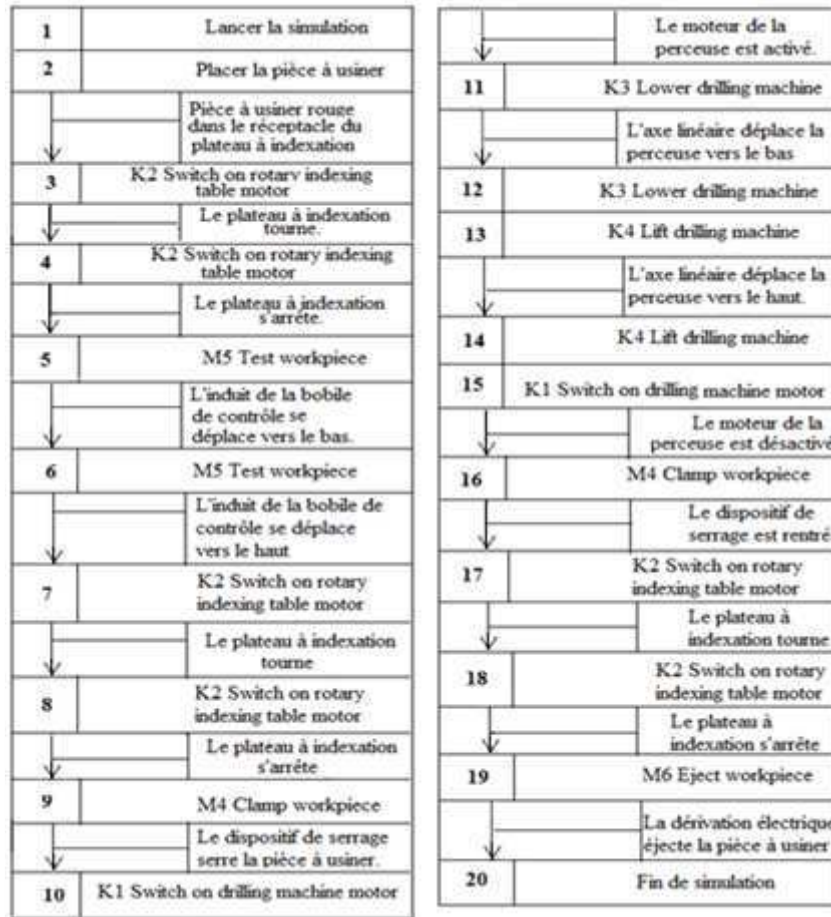 1 Lancer la simulation
2 Placer la pièce à usiner
Pièce à usiner rouge
dans le réceptacle du
plateau à indexation
3 K2 Switch on rotary indexing
table motor
Le plateau à indexation
tourne.
4 K2 Switch on rotary indexing
table motor
Le plateau à indexation
s'arrête.
5 M5 Test workpiece
L'induit de la bobile
de contrôle se
déplace vers le bas.
6 M5 Test workpiece
L'induit de la bobile de
contrôle se déplace
vers le haut
7 K2 Switch on rotary
indexing table motor
Le plateau à indexation
tourne
8 K2 Switch on rotary
indexing table motor
Le plateau à indexation
s'arrête
9 M4 Clamp workpiece
Le dispositif de serrage
serre la pièce à usiner.
10 K1 Switch on drilling machine motor
Le moteur de la
perceuse est activé.
11 K3 Lower drilling machine
L'axe linéaire déplace la
perceuse vers le bas
12 K3 Lower drilling machine
13 K4 Lift drilling machine
L'axe linéaire déplace la
perceuse vers le haut.
14 K4 Lift drilling machine
15 K1 Switch on drilling machine motor
Le moteur de la
perceuse est désactivé
16 M4 Clamp workpiece
Le dispositif de
serrage est rentré
17 K2 Switch on rotary
indexing table motor
Le plateau à
indexation tourne
18 K2 Switch on rotary
indexing table motor
Le plateau à
indexation s'arrête
19 M6 Eject workpiece
La dérivation électrique
éjecte la pièce à usiner
20 Fin de simulation